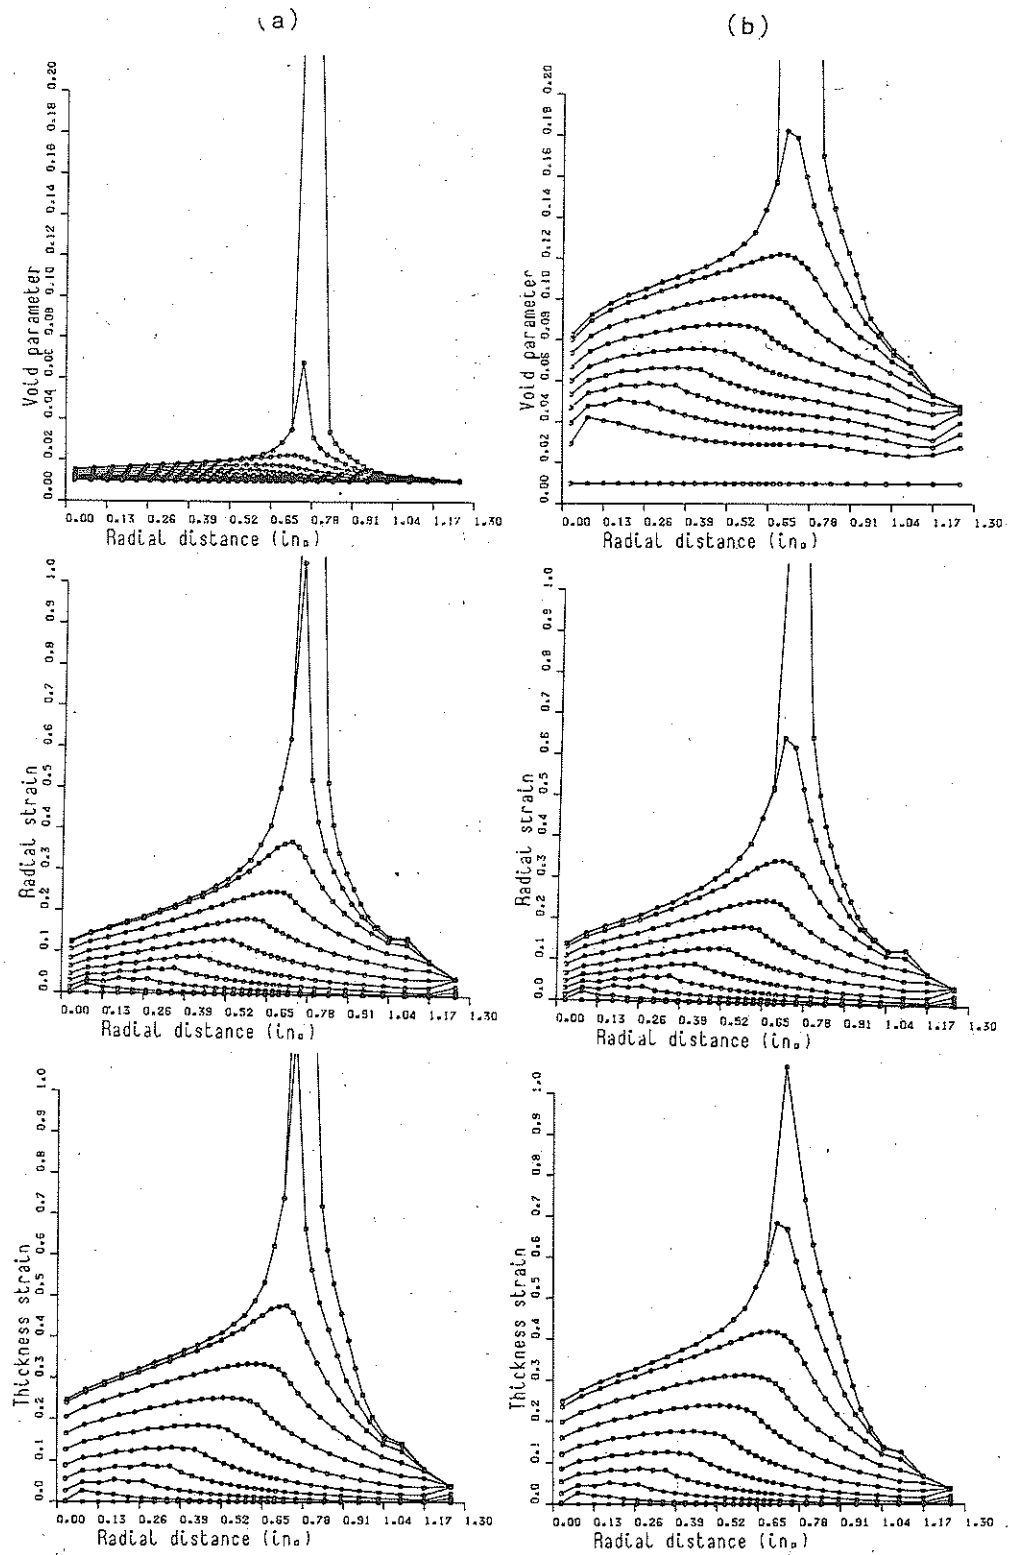 (a)
(b)
Void parameter
0.00 0.02 0.04 0.06 0.08 0.10 0.12 0.14 0.16 0.18 0.20
0.00 0.13 0.26 0.39 0.52 0.65 0.78 0.91 1.04 1.17 1.30
Radial distance (in.)
Void parameter
0.00 0.02 0.04 0.06 0.08 0.10 0.12 0.14 0.16 0.18 0.20
0.00 0.13 0.26 0.39 0.52 0.65 0.78 0.91 1.04 1.17 1.30
Radial distance (in.)
Radial strain
0.0 0.1 0.2 0.3 0.4 0.5 0.6 0.7 0.8 0.9 1.0
0.00 0.13 0.26 0.39 0.52 0.65 0.78 0.91 1.04 1.17 1.30
Radial distance (in.)
Radial strain
0.0 0.1 0.2 0.3 0.4 0.5 0.6 0.7 0.8 0.9 1.0
0.00 0.13 0.26 0.39 0.52 0.65 0.78 0.91 1.04 1.17 1.30
Radial distance (in.)
Thickness strain
0.0 0.1 0.2 0.3 0.4 0.5 0.6 0.7 0.8 0.9 1.0
0.00 0.13 0.26 0.39 0.52 0.65 0.78 0.91 1.04 1.17 1.30
Radial distance (in.)
Thickness strain
0.0 0.1 0.2 0.3 0.4 0.5 0.6 0.7 0.8 0.9 1.0
0.00 0.13 0.26 0.39 0.52 0.65 0.78 0.91 1.04 1.17 1.30
Radial distance (in.)